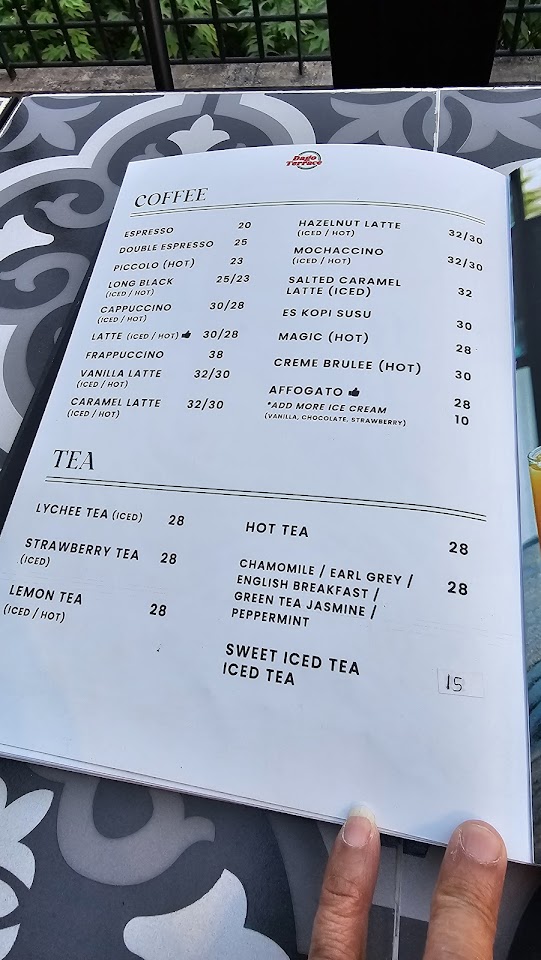 Dago
Terrace
COFFEE
ESPRESSO 20
DOUBLE ESPRESSO 25
PICCOLO (HOT) 23
LONG BLACK 25/23
(ICED / HOT)
CAPPUCCINO 30/28
(ICED / HOT)
LATTE (ICED / HOT) 30/28
FRAPPUCCINO 38
VANILLA LATTE 32/30
(ICED / HOT)
CARAMEL LATTE 32/30
(ICED / HOT)
HAZELNUT LATTE 32/30
(ICED / HOT)
MOCHACCINO 32/30
(ICED / HOT)
SALTED CARAMEL
LATTE (ICED) 32
ES KOPI SUSU 30
MAGIC (HOT) 28
CREME BRULEE (HOT) 30
AFFOGATO 28
*ADD MORE ICE CREAM 10
(VANILLA, CHOCOLATE, STRAWBERRY)
TEA
LYCHEE TEA (ICED) 28
STRAWBERRY TEA 28
(ICED)
LEMON TEA 28
(ICED / HOT)
HOT TEA 28
CHAMOMILE / EARL GREY / 28
ENGLISH BREAKFAST /
GREEN TEA JASMINE /
PEPPERMINT
SWEET ICED TEA
ICED TEA 15